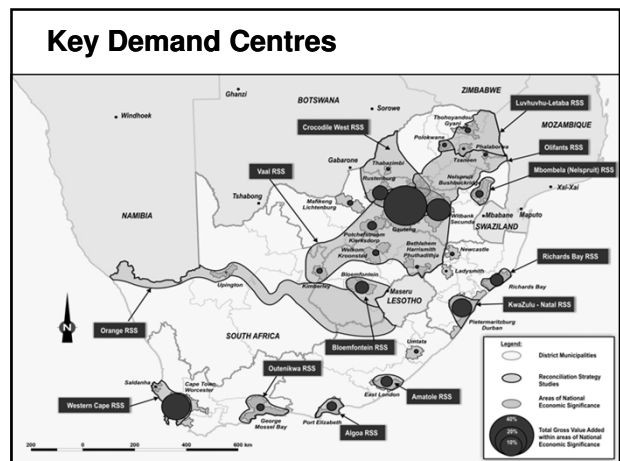 Key Demand Centres
ZIMBABWE
Ghanzi
BOTSWANA
Sorowe
Luvhuvhu-Letaba RSS
Windhoek
Thohoyandou
Gyani
Crocodile West RSS
MOZAMBIQUE
Polokwane
Phalaborwa
Olifants RSS
Gabarone
Thabazimbi
Tzaneen
Vaal RSS
Rustenburg
Nelspruit
Bushbuckridge
Mbombela (Nelspruit) RSS
Xai-Xai
Tshabong
Mafikeng
Lichtenburg
NAMIBIA
Witbank
Secunda
Mbabane
Maputo
Gauteng
SWAZILAND
Potchefstroom
Klerksdorp
Welkom
Kroonstad
Bethlehem
Harrismith
Phuthaditjha
Newcastle
Richards Bay RSS
Ladysmith
Upington
Kimberley
Bloemfontein
Maseru
LESOTHO
Richards Bay
KwaZulu - Natal RSS
Orange RSS
Pietermaritzburg
Durban
N
SOUTH AFRICA
Bloemfontein RSS
Umtata
Legend:
District Municipalities
Reconciliation Strategy
Studies
Areas of National
Economic Significance
40%
20%
10%
Total Gross Value Added
within areas of National
Economic Significance
Outenikwa RSS
Saldanha
Cape Town
Worcester
East London
Amatole RSS
Western Cape RSS
George
Mossel Bay
Port Elizabeth
Algoa RSS
200 0 200 400 600 km